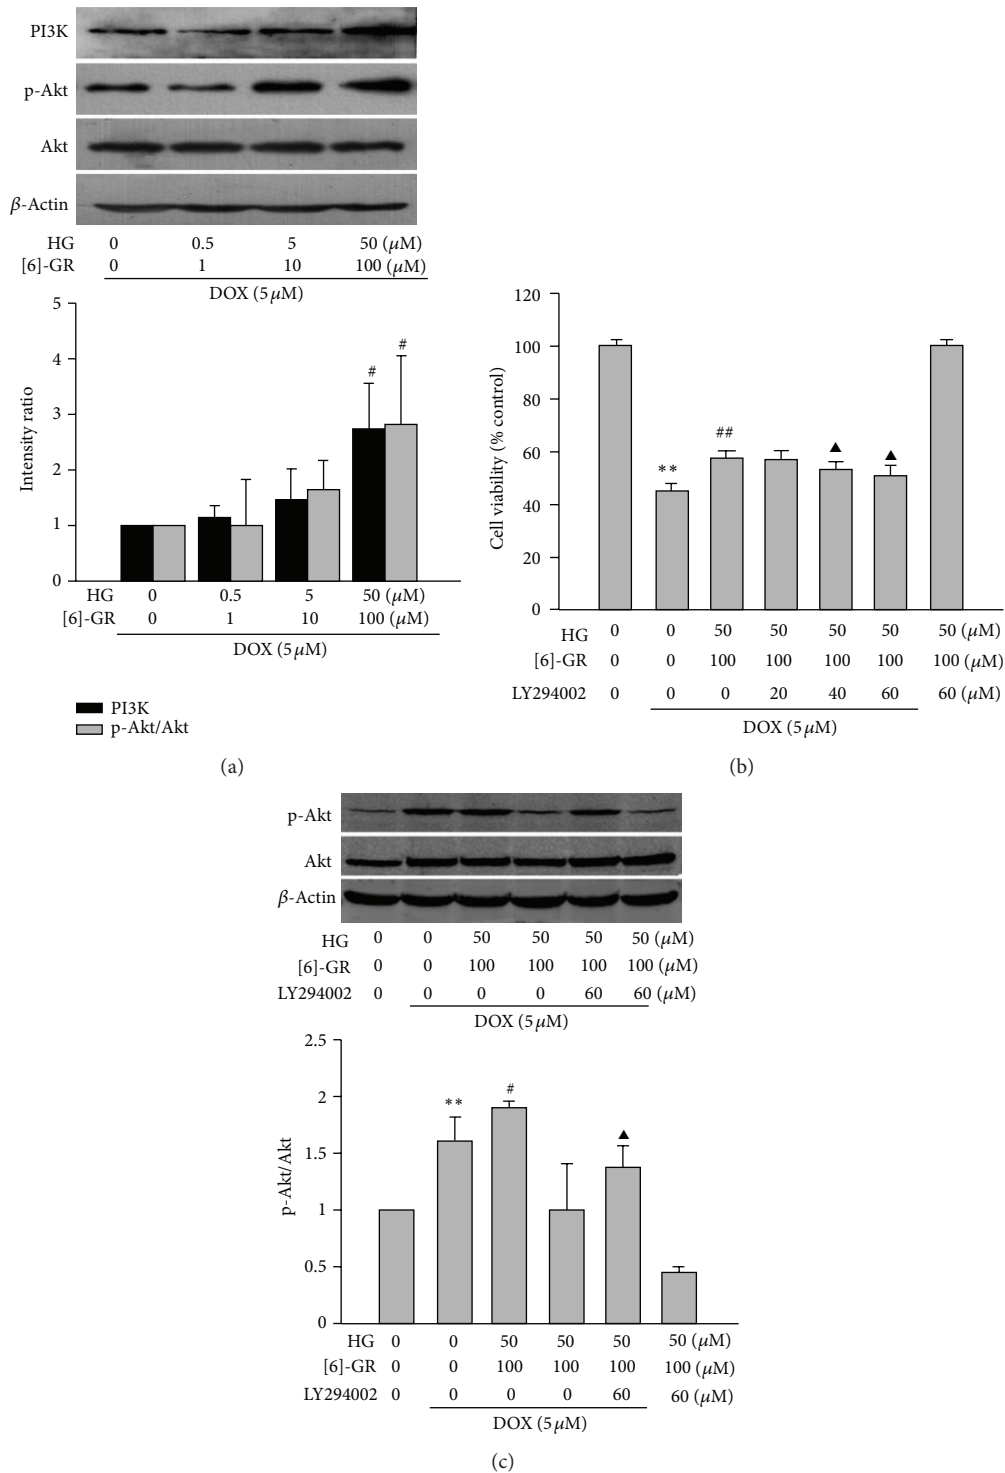 PI3K
p-Akt
Akt
β-Actin
HG 0 0.5 5 50 (μM)
[6]-GR 0 1 10 100 (μM)
DOX (5 μM)
5
4
3
2
1
0
Intensity ratio
# #
HG 0 0.5 5 50 (μM)
[6]-GR 0 1 10 100 (μM)
DOX (5 μM)
PI3K
p-Akt/Akt
(a)
120
100
80
60
40
20
0
Cell viability (% control)
** ## ▲ ▲
HG 0 0 50 50 50 50 50 (μM)
[6]-GR 0 0 100 100 100 100 100 (μM)
LY294002 0 0 0 20 40 60 60 (μM)
DOX (5 μM)
(b)
p-Akt
Akt
β-Actin
HG 0 0 50 50 50 50 (μM)
[6]-GR 0 0 100 100 100 100 (μM)
LY294002 0 0 0 0 60 60 (μM)
DOX (5 μM)
2.5
2
1.5
1
0.5
0
p-Akt/Akt
** # ▲
HG 0 0 50 50 50 50 (μM)
[6]-GR 0 0 100 100 100 100 (μM)
LY294002 0 0 0 0 60 60 (μM)
DOX (5 μM)
(c)